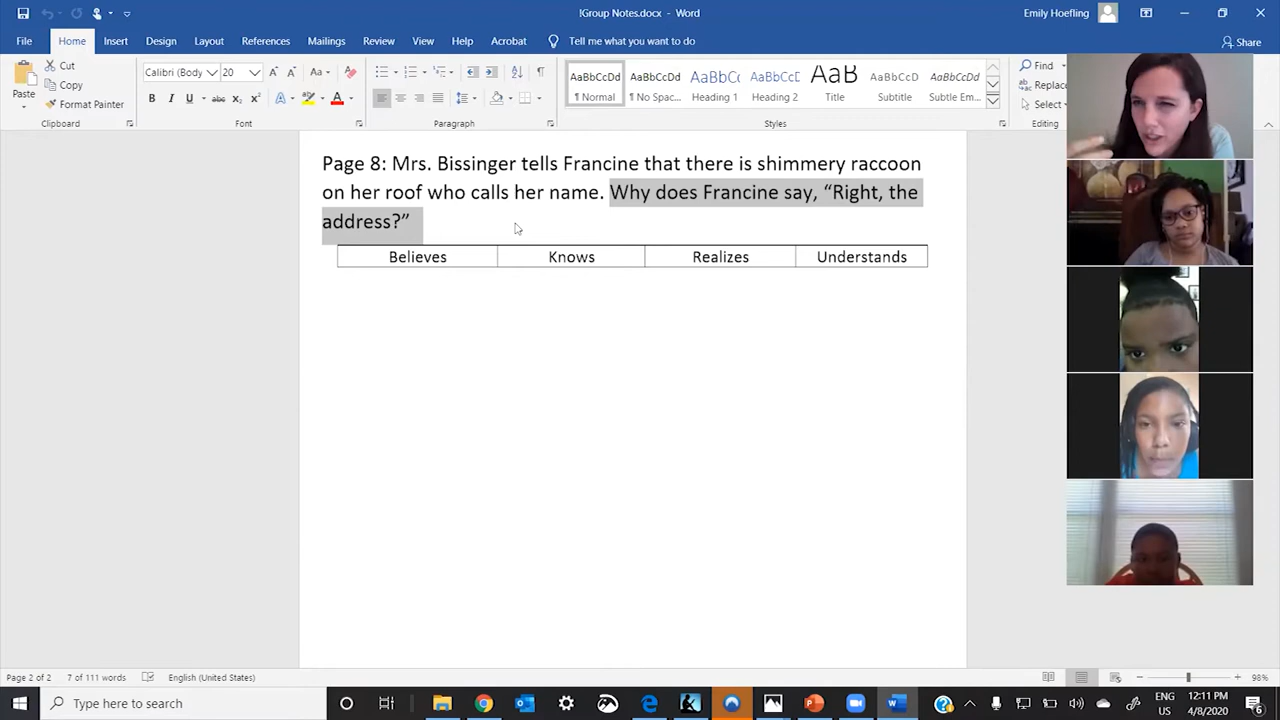 !Group Notes.docx - Word
Emily Hoefling
File Home Insert Design Layout References Mailings Review View Help Acrobat Tell me what you want to do
Share
Paste
Cut
Copy
Format Painter
Clipboard
Calibri (Body 20
Font
Paragraph
AaBbCcDd
¶ Normal
AaBbCcDd
¶ No Spac...
AaBbC
Heading 1
AaBbCcC
Heading 2
AaB
Title
AaBbCcD
Subtitle
AaBbCcDd
Subtle Em...
Styles
Find
Replace
Select
Editing
Page 8: Mrs. Bissinger tells Francine that there is shimmery raccoon
on her roof who calls her name. Why does Francine say, “Right, the
address?”
Believes Knows Realizes Understands
Page 2 of 2 7 of 111 words English (United States)
98%
Type here to search
ENG
US
12:11 PM
4/8/2020
6